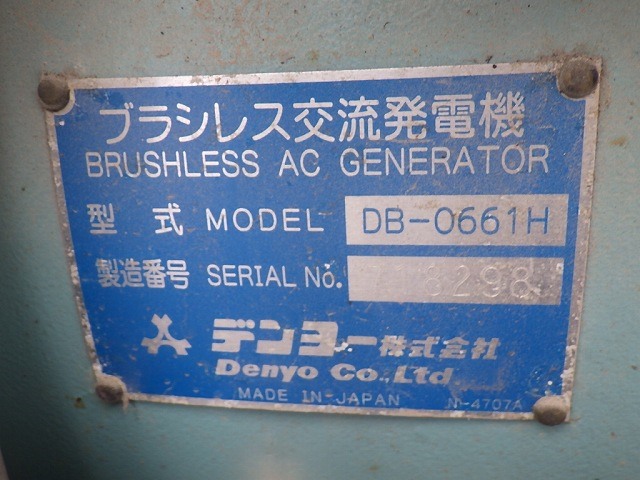 ブラシレス交流発電機
BRUSHLESS AC GENERATOR
型式 MODEL DB-0661H
製造番号 SERIAL No.
デンヨー株式会社
Denyo Co.,Ltd.
MADE IN JAPAN NI-4707A